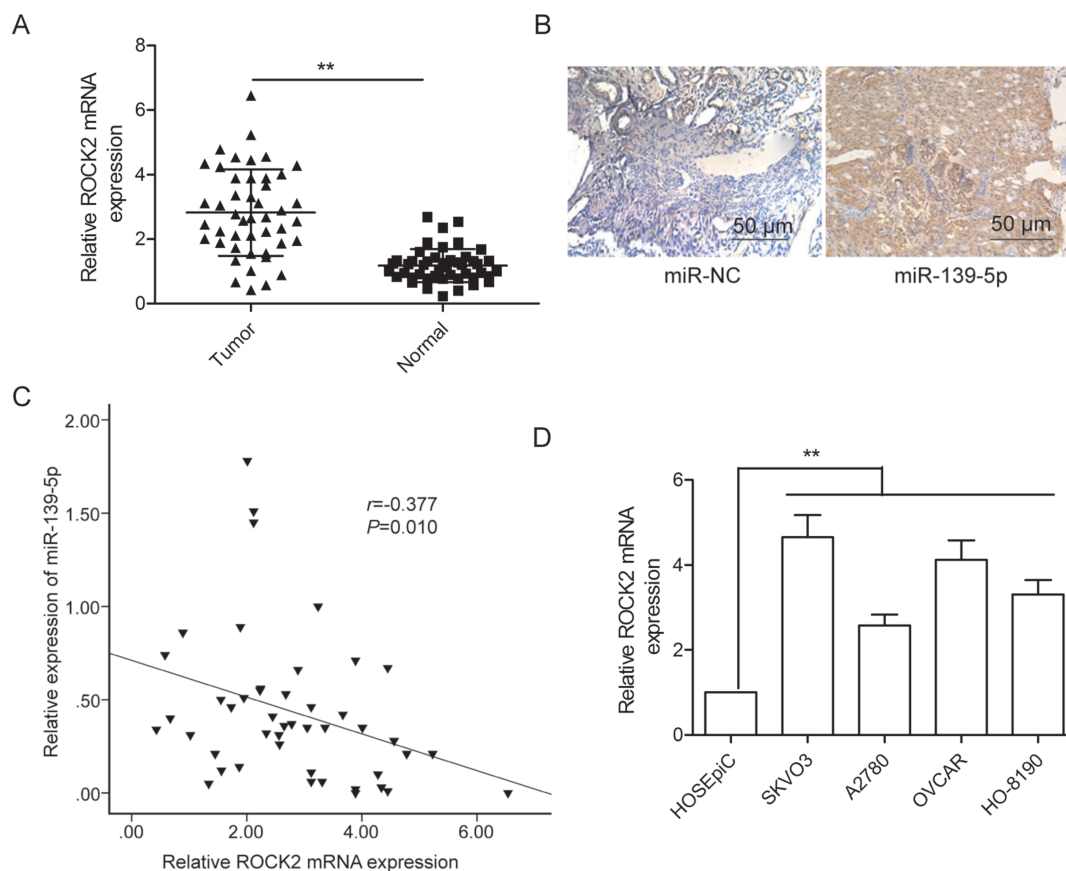 A
Relative ROCK2 mRNA
expression
8
6
4
2
0
**
Tumor
Normal
B
50 μm
50 μm
miR-NC
miR-139-5p
C
Relative expression of miR-139-5p
2.00
1.50
1.00
.50
.00
r=-0.377
P=0.010
.00
2.00
4.00
6.00
Relative ROCK2 mRNA expression
D
Relative ROCK2 mRNA
expression
6
4
2
0
**
HOSEpiC
SKVO3
A2780
OVCAR
HO-8190